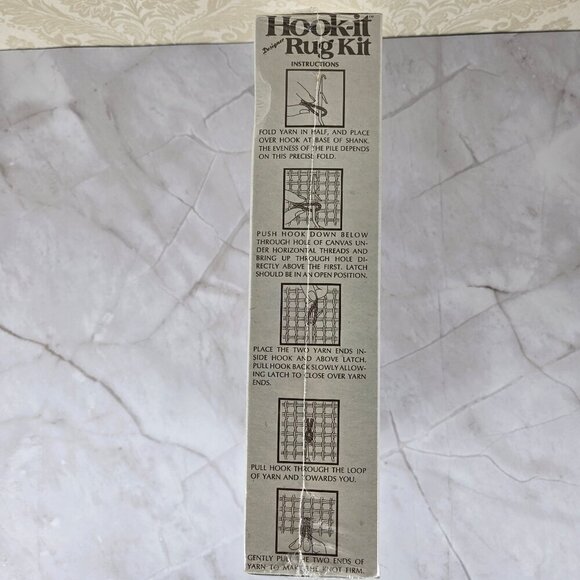 Hook-it™
Designer Rug Kit
INSTRUCTIONS
FOLD YARN IN HALF, AND PLACE
OVER HOOK AT BASE OF SHANK.
THE EVENESS OF THE PILE DEPENDS
ON THIS PRECISE FOLD.
PUSH HOOK DOWN BELOW
THROUGH HOLE OF CANVAS UN-
DER HORIZONTAL THREADS AND
BRING UP THROUGH HOLE DI-
RECTLY ABOVE THE FIRST. LATCH
SHOULD BE IN AN OPEN POSITION.
PLACE THE TWO YARN ENDS IN-
SIDE HOOK AND ABOVE LATCH.
PULL HOOK BACK SLOWLY ALLOW-
ING LATCH TO CLOSE OVER YARN
ENDS.
PULL HOOK THROUGH THE LOOP
OF YARN AND TOWARDS YOU.
GENTLY PULL THE TWO ENDS OF
YARN TO MAKE THE KNOT FIRM.